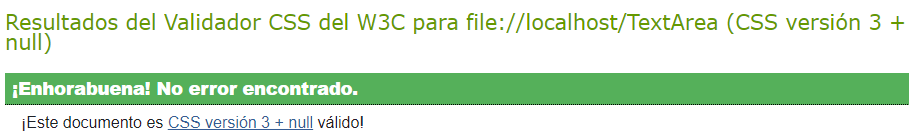 Resultados del Validador CSS del W3C para file://localhost/TextArea (CSS versión 3 +
null)
¡Enhorabuena! No error encontrado.
¡Este documento es CSS versión 3 + null válido!